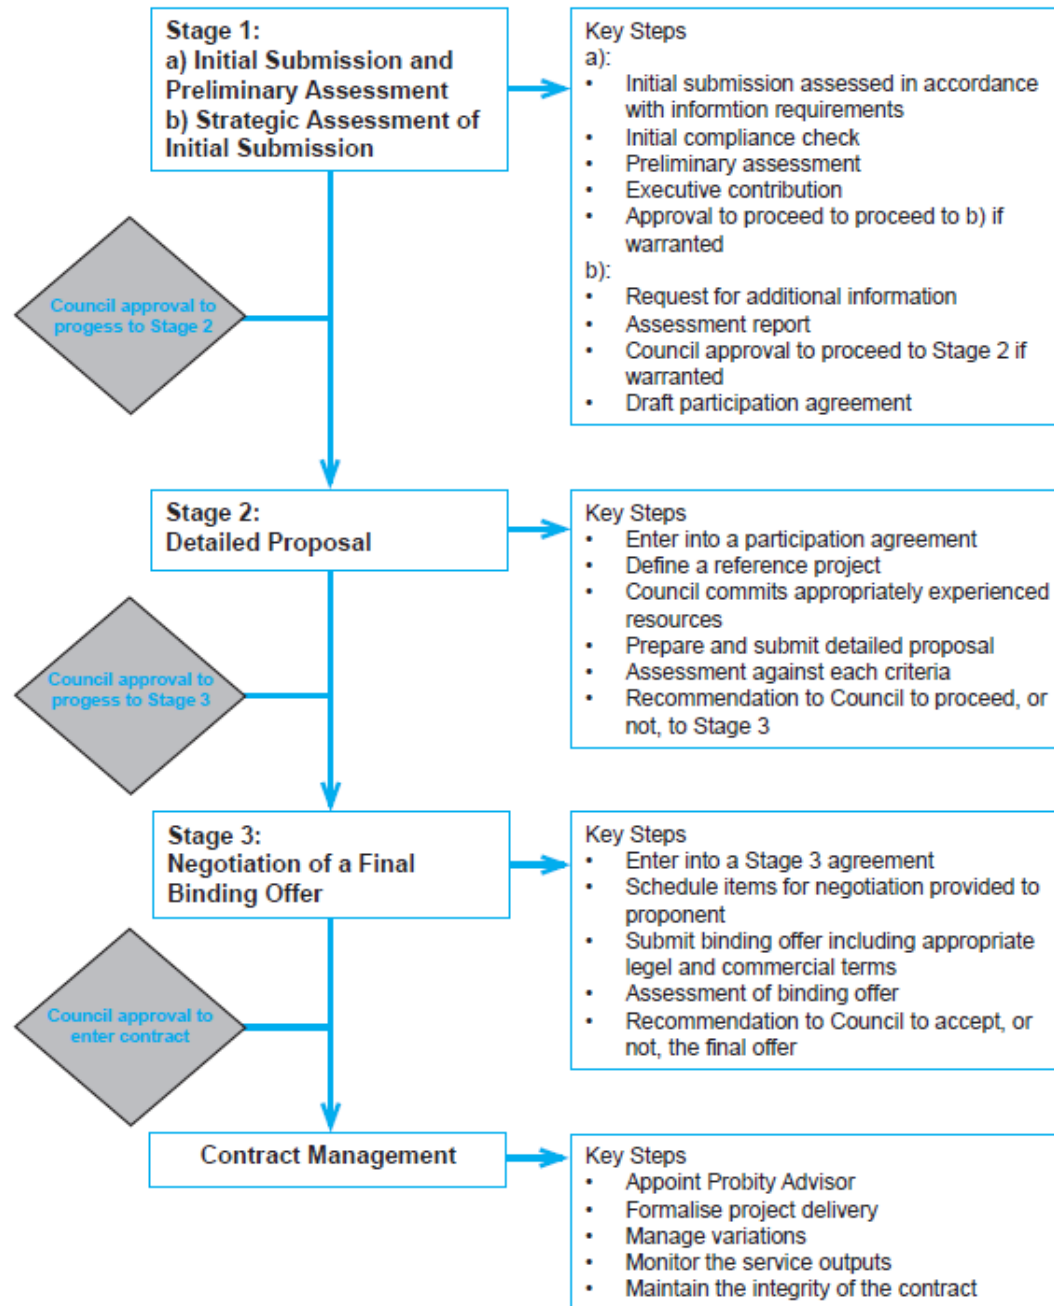 Stage 1:
a) Initial Submission and
Preliminary Assessment
b) Strategic Assessment of
Initial Submission
Key Steps
a):
• Initial submission assessed in accordance
with informtion requirements
• Initial compliance check
• Preliminary assessment
• Executive contribution
• Approval to proceed to proceed to b) if
warranted
b):
• Request for additional information
• Assessment report
• Council approval to proceed to Stage 2 if
warranted
• Draft participation agreement
Council approval to
progess to Stage 2
Stage 2:
Detailed Proposal
Key Steps
• Enter into a participation agreement
• Define a reference project
• Council commits appropriately experienced
resources
• Prepare and submit detailed proposal
• Assessment against each criteria
• Recommendation to Council to proceed, or
not, to Stage 3
Council approval to
progess to Stage 3
Stage 3:
Negotiation of a Final
Binding Offer
Key Steps
• Enter into a Stage 3 agreement
• Schedule items for negotiation provided to
proponent
• Submit binding offer including appropriate
legel and commercial terms
• Assessment of binding offer
• Recommendation to Council to accept, or
not, the final offer
Council approval to
enter contract
Contract Management
Key Steps
• Appoint Probity Advisor
• Formalise project delivery
• Manage variations
• Monitor the service outputs
• Maintain the integrity of the contract